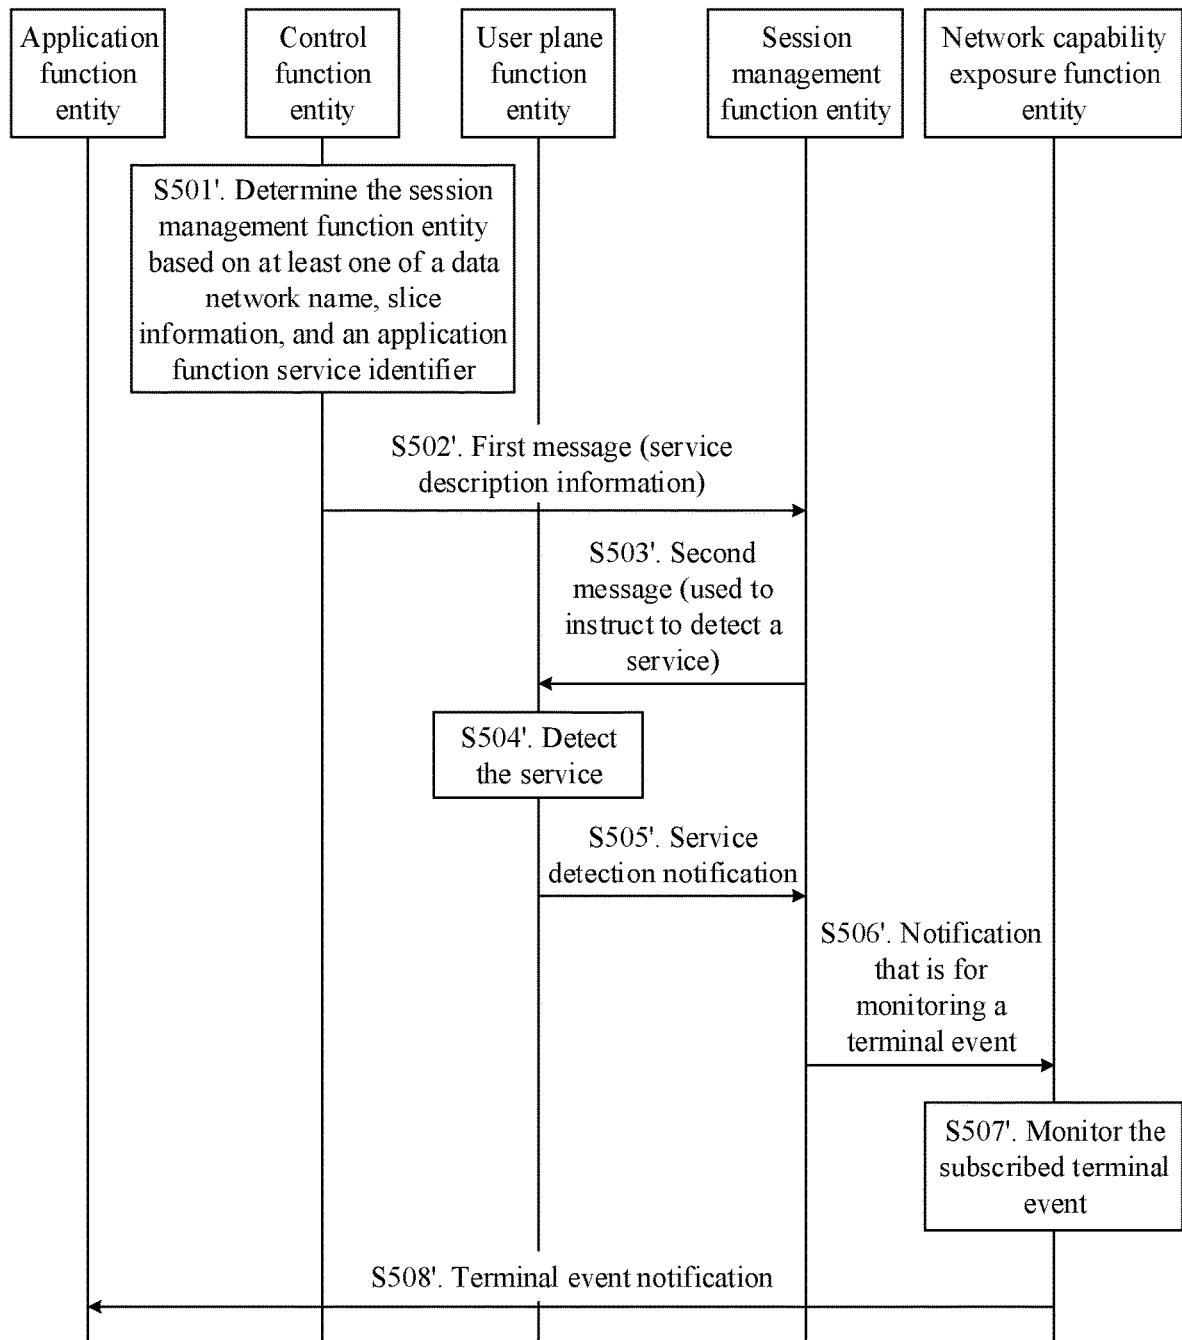 Application
function
entity
Control
function
entity
User plane
function
entity
Session
management
function entity
Network capability
exposure function
entity
S501'. Determine the session
management function entity
based on at least one of a data
network name, slice
information, and an application
function service identifier
S502'. First message (service
description information)
S503'. Second
message (used to
instruct to detect a
service)
S504'. Detect
the service
S505'. Service
detection notification
S506'. Notification
that is for
monitoring a
terminal event
S507'. Monitor the
subscribed terminal
event
S508'. Terminal event notification